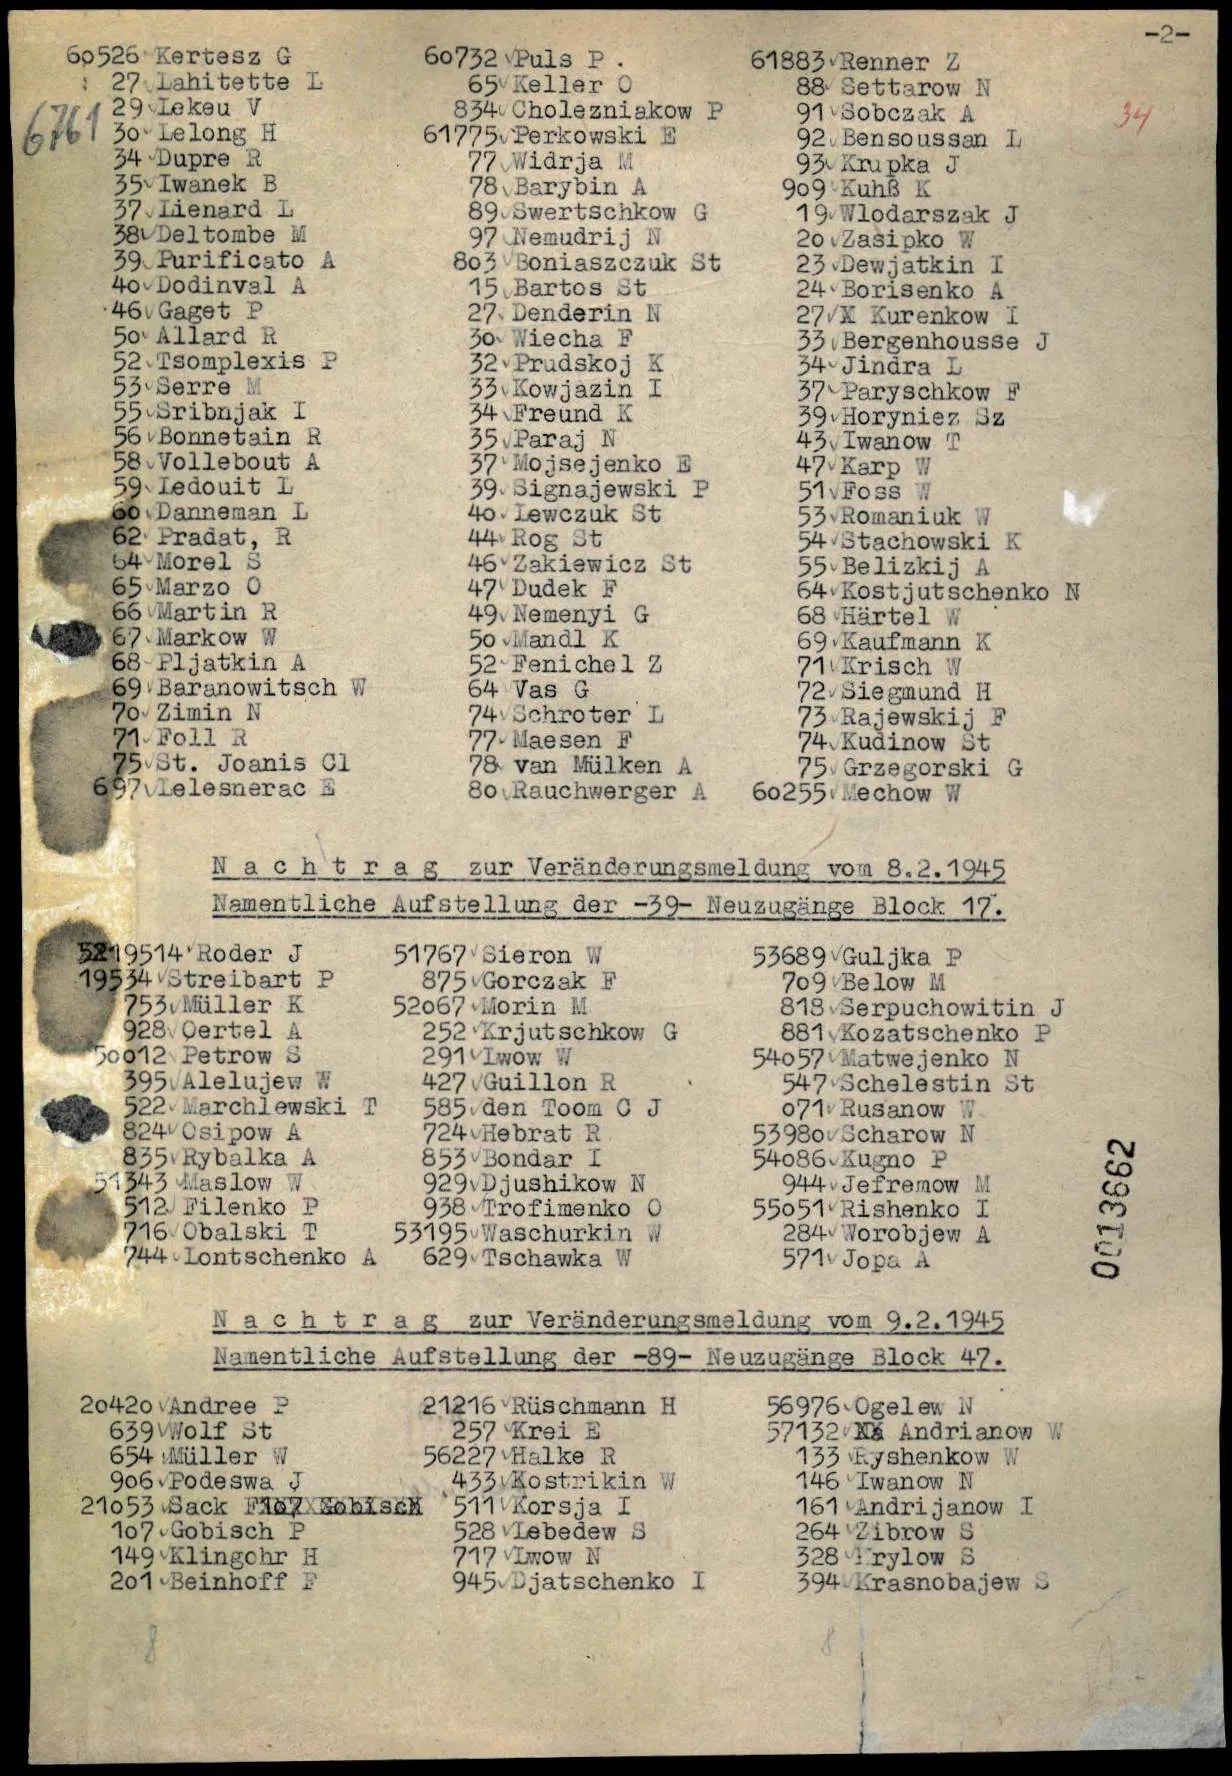 -2-
60526 Kertesz G
27 Lahitette L
29 Lekeu V
30 Lelong H
34 Dupre R
35 Iwanek B
37 Lienard L
38 Deltombe M
39 Purificato A
40 Dodinval A
46 Gaget P
50 Allard R
52 Tsomplexis P
53 Serre M
55 Sribnjak I
56 Bonnetain R
58 Vollebout A
59 Ledouit L
60 Danneman L
62 Pradat, R
64 Morel S
65 Marzo O
66 Martin R
67 Markow W
68 Pljatkin A
69 Baranowitsch W
70 Zimin N
71 Foll R
75 St. Joanis Cl
697 Lelesnerac E
6761
60732 Puls P .
65 Keller O
834 Cholezniakow P
61775 Perkowski E
77 Widrja M
78 Barybin A
89 Swertschkow G
97 Nemudrij N
803 Boniaszczuk St
15 Bartos St
27 Denderin N
30 Wiecha F
32 Prudskoj K
33 Kowjazin I
34 Freund K
35 Paraj N
37 Mojsejenko E
39 Signajewski P
40 Lewczuk St
44 Rog St
46 Zakiewicz St
47 Dudek F
49 Nemenyi G
50 Mandl K
52 Fenichel Z
64 Vas G
74 Schroter L
77 Maesen F
78 van Mülken A
80 Rauchwerger A
61883 Renner Z
88 Settarow N
91 Sobczak A
92 Bensoussan L
93 Krupka J
909 Kuhß K
19 Wlodarszak J
20 Zasipko W
23 Dewjatkin I
24 Borisenko A
27 X Kurenkow I
33 Bergenhousse J
34 Jindra L
37 Paryschkow F
39 Horyniez Sz
43 Iwanow T
47 Karp W
51 Foss W
53 Romaniuk W
54 Stachowski K
55 Belizkij A
64 Kostjutschenko N
68 Härtel W
69 Kaufmann K
71 Krisch W
72 Siegmund H
73 Rajewskij F
74 Kudinow St
75 Grzegorski G
60255 Mechow W
34
N a c h t r a g zur Veränderungsmeldung vom 8.2.1945
Namentliche Aufstellung der -39- Neuzugänge Block 17.
19514 Roder J
19534 Streibart P
753 Müller K
928 Oertel A
50012 Petrow S
395 Alelujew W
522 Marchlewski T
824 Osipow A
835 Rybalka A
51343 Maslow W
512 Filenko P
716 Obalski T
744 Lontschenko A
51767 Sieron W
875 Gorczak F
52067 Morin M
252 Krjutschkow G
291 Lwow W
427 Guillon R
585 den Toom C J
724 Hebrat R
853 Bondar I
929 Djushikow N
938 Trofimenko O
53195 Waschurkin W
629 Tschawka W
53689 Guljka P
709 Below M
818 Serpuchowitin J
881 Kozatschenko P
54057 Matwejenko N
547 Schelestin St
071 Rusanow W
53980 Scharow N
54086 Kugno P
944 Jefremow M
55051 Rishenko I
284 Worobjew A
571 Jopa A
0013662
N a c h t r a g zur Veränderungsmeldung vom 9.2.1945
Namentliche Aufstellung der -89- Neuzugänge Block 47.
20420 Andree P
639 Wolf St
654 Müller W
906 Podeswa J
21053 Sack F
107 Gobisch P
149 Klingohr H
201 Beinhoff F
21216 Rüschmann H
257 Krei E
56227 Halke R
433 Kostrikin W
511 Korsja I
528 Lebedew S
717 Lwow N
945 Djatschenko I
56976 Ogelew N
57132 Andrianow W
133 Ryshenkow W
146 Iwanow N
161 Andrijanow I
264 Zibrow S
328 Krylow S
394 Krasnobajew S
8
8